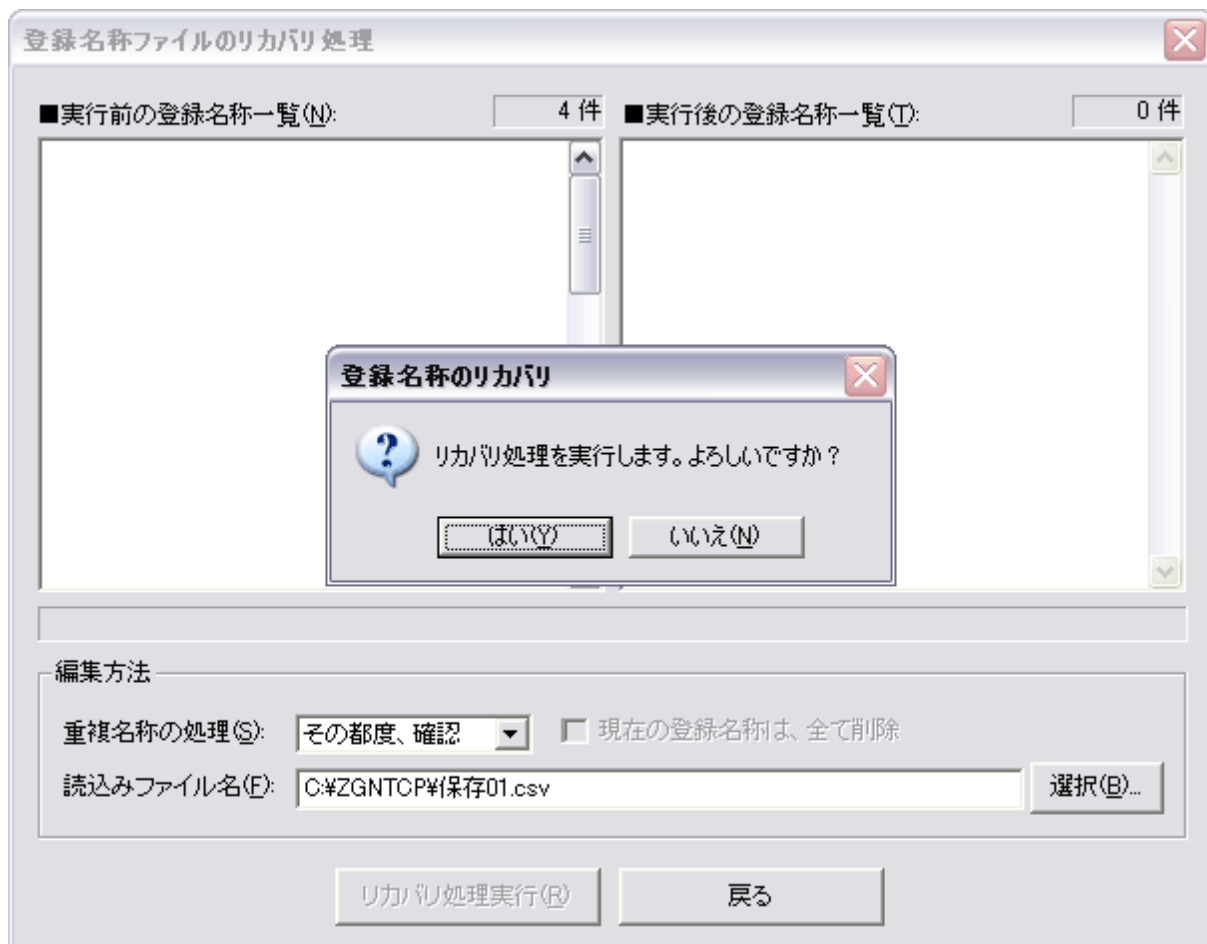 登録名称ファイルのリカバリ処理
■実行前の登録名称一覧(N): 4 件 ■実行後の登録名称一覧(T): 0 件
登録名称のリカバリ
リカバリ処理を実行します。よろしいですか？
はい(Y) いいえ(N)
編集方法
重複名称の処理(S): その都度、確認 現在の登録名称は、全て削除
読込みファイル名(F): C:¥ZGNTCP¥保存01.csv 選択(B)...
リカバリ処理実行(R) 戻る